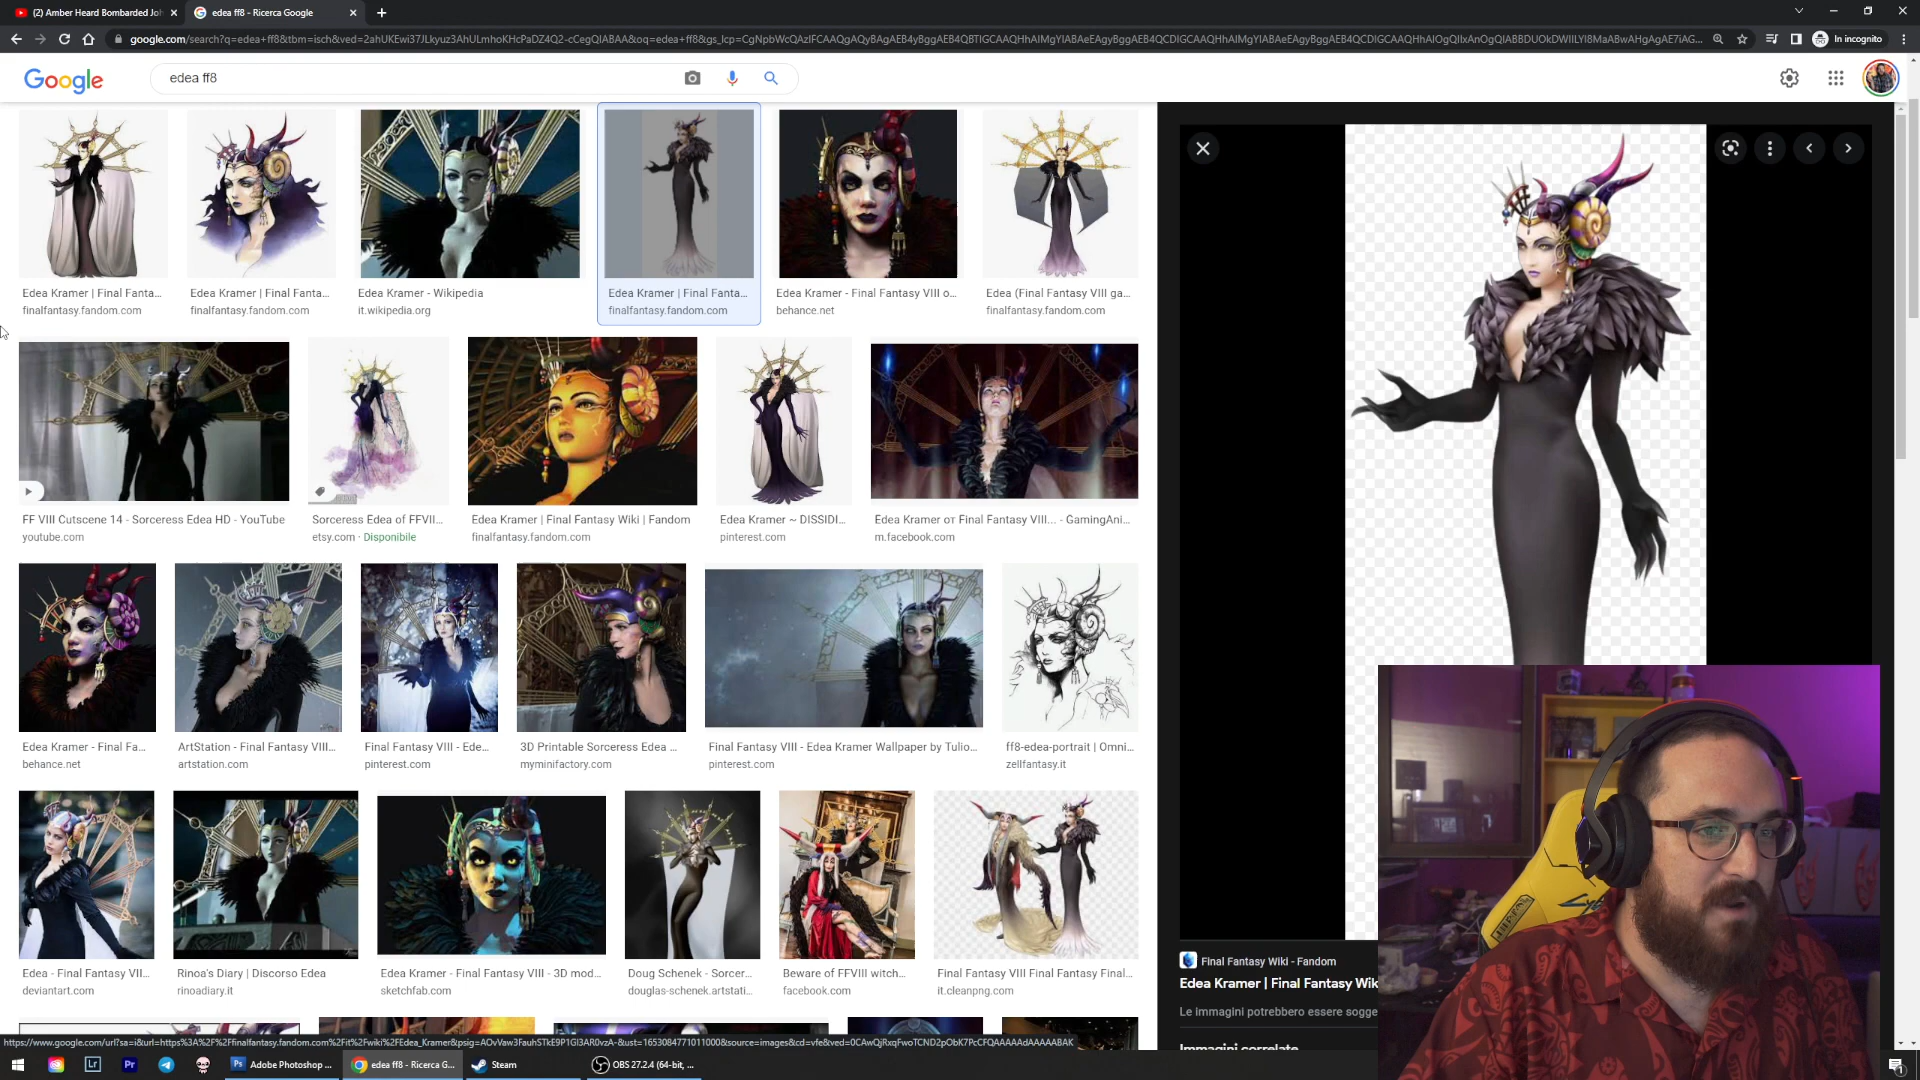 (2) Amber Heard Bombarded Joh
edea ff8 - Ricerca Google
In incognito
Google
edea ff8
Edea Kramer | Final Fanta...
finalfantasy.fandom.com
Edea Kramer | Final Fanta...
finalfantasy.fandom.com
Edea Kramer - Wikipedia
it.wikipedia.org
Edea Kramer | Final Fanta...
finalfantasy.fandom.com
Edea Kramer - Final Fantasy VIII o...
behance.net
Edea (Final Fantasy VIII ga...
finalfantasy.fandom.com
FF VIII Cutscene 14 - Sorceress Edea HD - YouTube
youtube.com
Sorceress Edea of FFVII...
etsy.com · Disponibile
Edea Kramer | Final Fantasy Wiki | Fandom
finalfantasy.fandom.com
Edea Kramer ~ DISSIDI...
pinterest.com
Edea Kramer от Final Fantasy VIII... - GamingAni...
m.facebook.com
Edea Kramer - Final Fa...
behance.net
ArtStation - Final Fantasy VIII...
artstation.com
Final Fantasy VIII - Ede...
pinterest.com
3D Printable Sorceress Edea ...
myminifactory.com
Final Fantasy VIII - Edea Kramer Wallpaper by Tulio...
pinterest.com
ff8-edea-portrait | Omni...
zellfantasy.it
Edea - Final Fantasy VII...
deviantart.com
Rinoa's Diary | Discorso Edea
rinoadiary.it
Edea Kramer - Final Fantasy VIII - 3D mod...
sketchfab.com
Doug Schenek - Sorcer...
douglas-schenek.artstati...
Beware of FFVIII witch...
facebook.com
Final Fantasy VIII Final Fantasy Final...
it.cleanpng.com
Final Fantasy Wiki - Fandom
Edea Kramer | Final Fantasy Wik
Le immagini potrebbero essere sogge
Immagini correlate
Lr
Pr
Ps
Adobe Photoshop ...
edea ff8 - Ricerca G...
Steam
OBS 27.2.4 (64-bit, ...